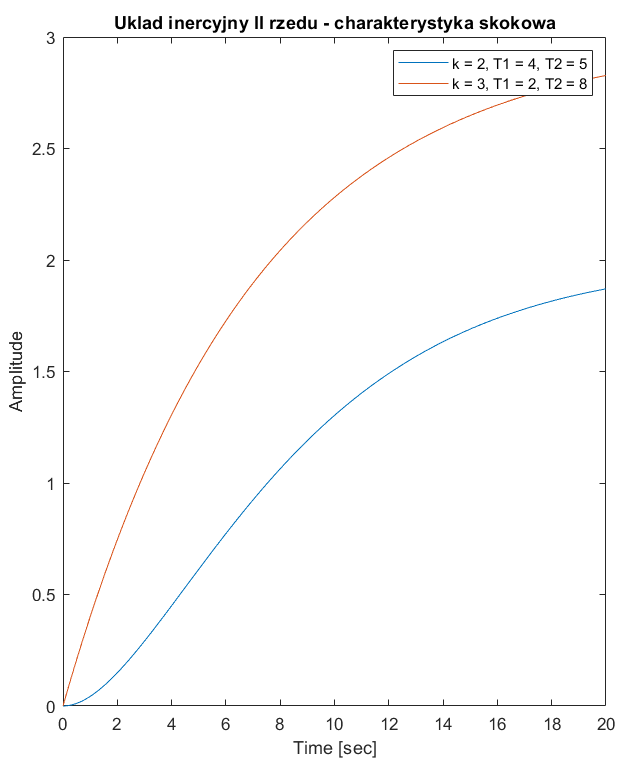 Uklad inercyjny II rzedu - charakterystyka skokowa
k = 2, T1 = 4, T2 = 5
k = 3, T1 = 2, T2 = 8
Amplitude
3
2.5
2
1.5
1
0.5
0
0 2 4 6 8 10 12 14 16 18 20
Time [sec]